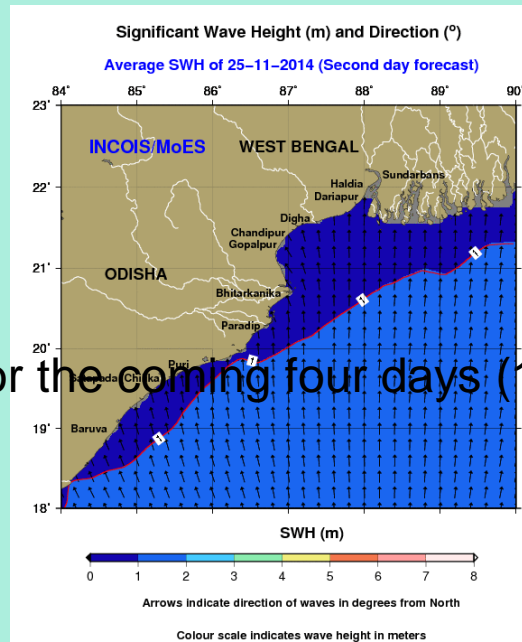 Significant Wave Height (m) and Direction (°)
Average SWH of 25-11-2014 (Second day forecast)
84' 85' 86' 87' 88' 89' 90'
23'
INCOIS/MoES WEST BENGAL
Sundarbans
22' Haldia
Dariapur
Digha
Chandipur
Gopalpur
21'
ODISHA
Bhitarkanika
Paradip
20'
1 1 1 1
Puri
or the coming four days (1
Chilka
19' Baruva
18'
SWH (m)
0 1 2 3 4 5 6 7 8
Arrows indicate direction of waves in degrees from North
Colour scale indicates wave height in meters